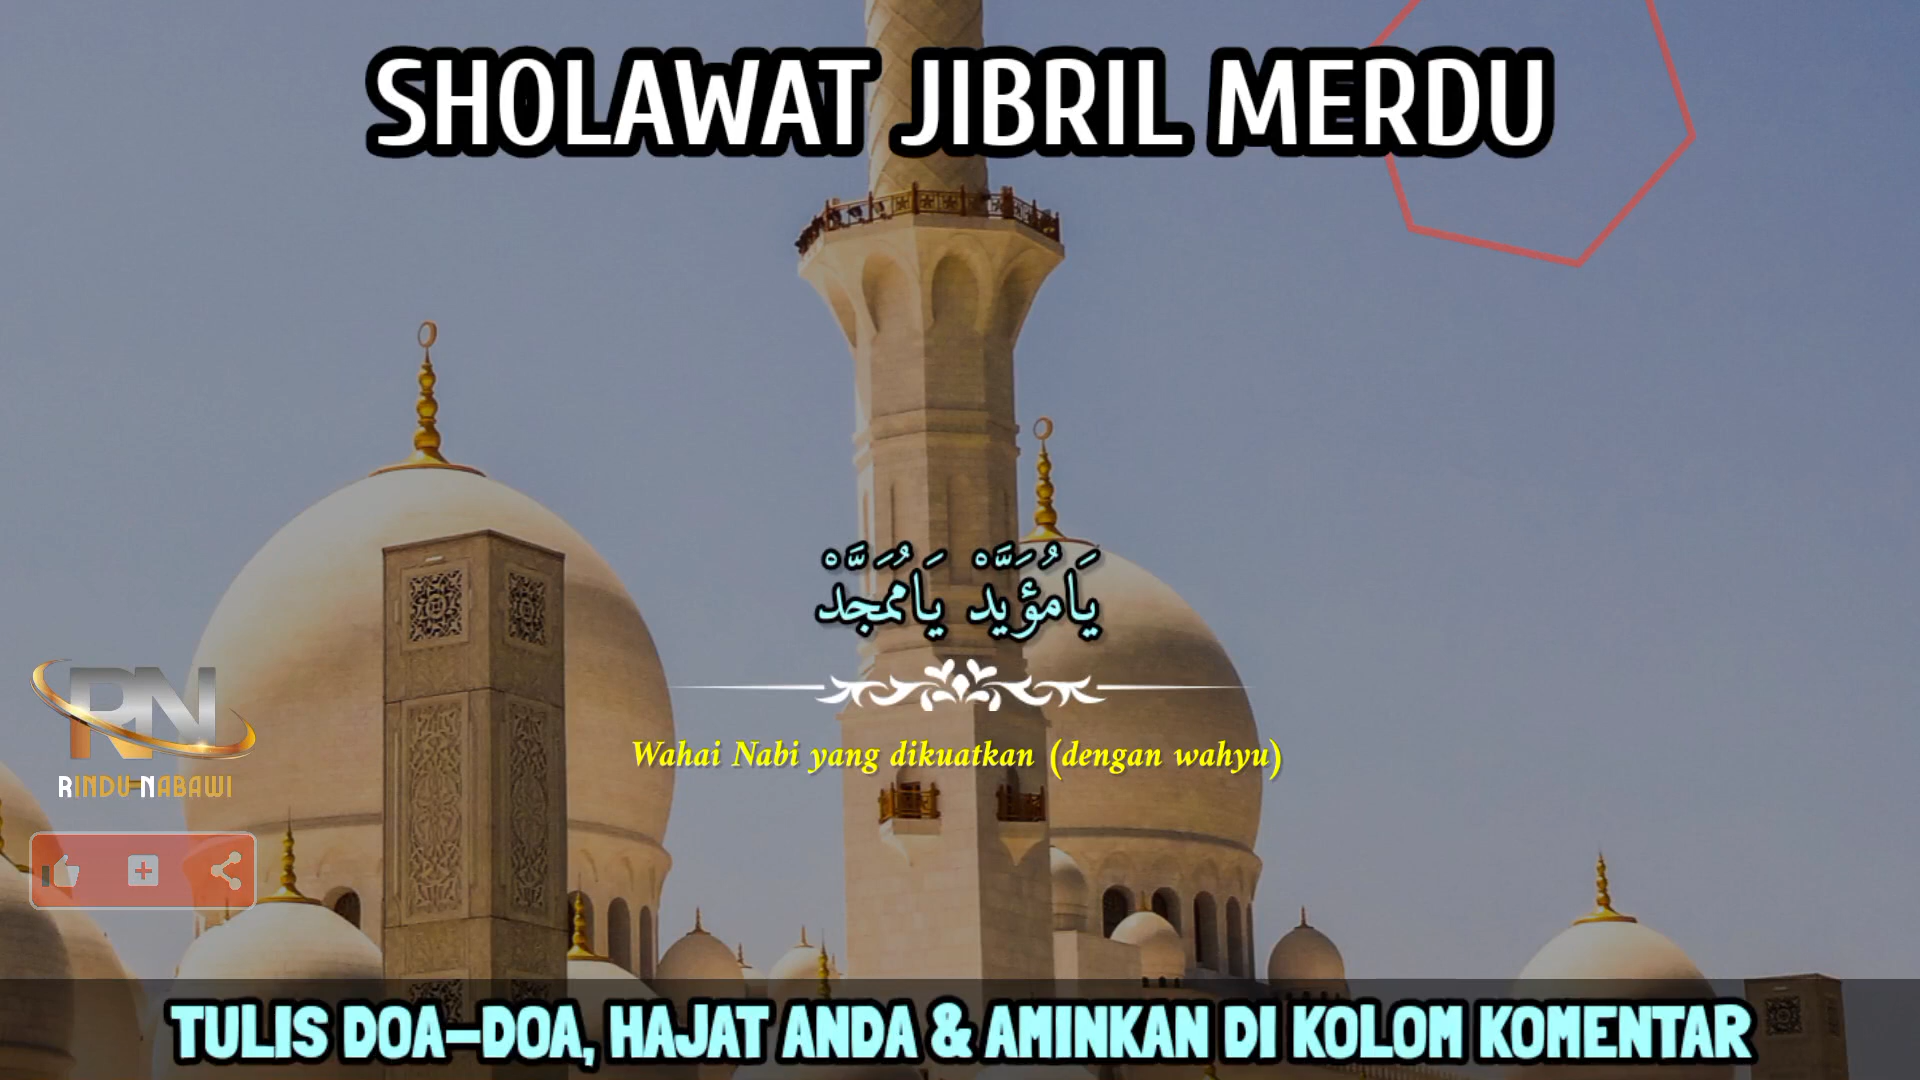 SHOLAWAT JIBRIL MERDU
يَامُؤَيَّدْ يَامُمَجَّدْ
Wahai Nabi yang dikuatkan (dengan wahyu)
RN
RINDU NABAWI
TULIS DOA-DOA, HAJAT ANDA & AMINKAN DI KOLOM KOMENTAR